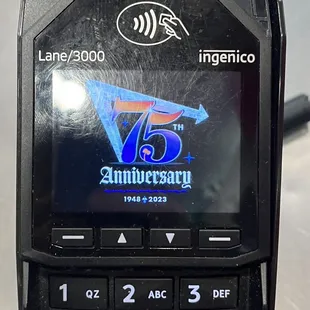 Lane/3000 ingenico
75TH
Anniversary
1948 ✦ 2023
1 QZ 2 ABC 3 DEF